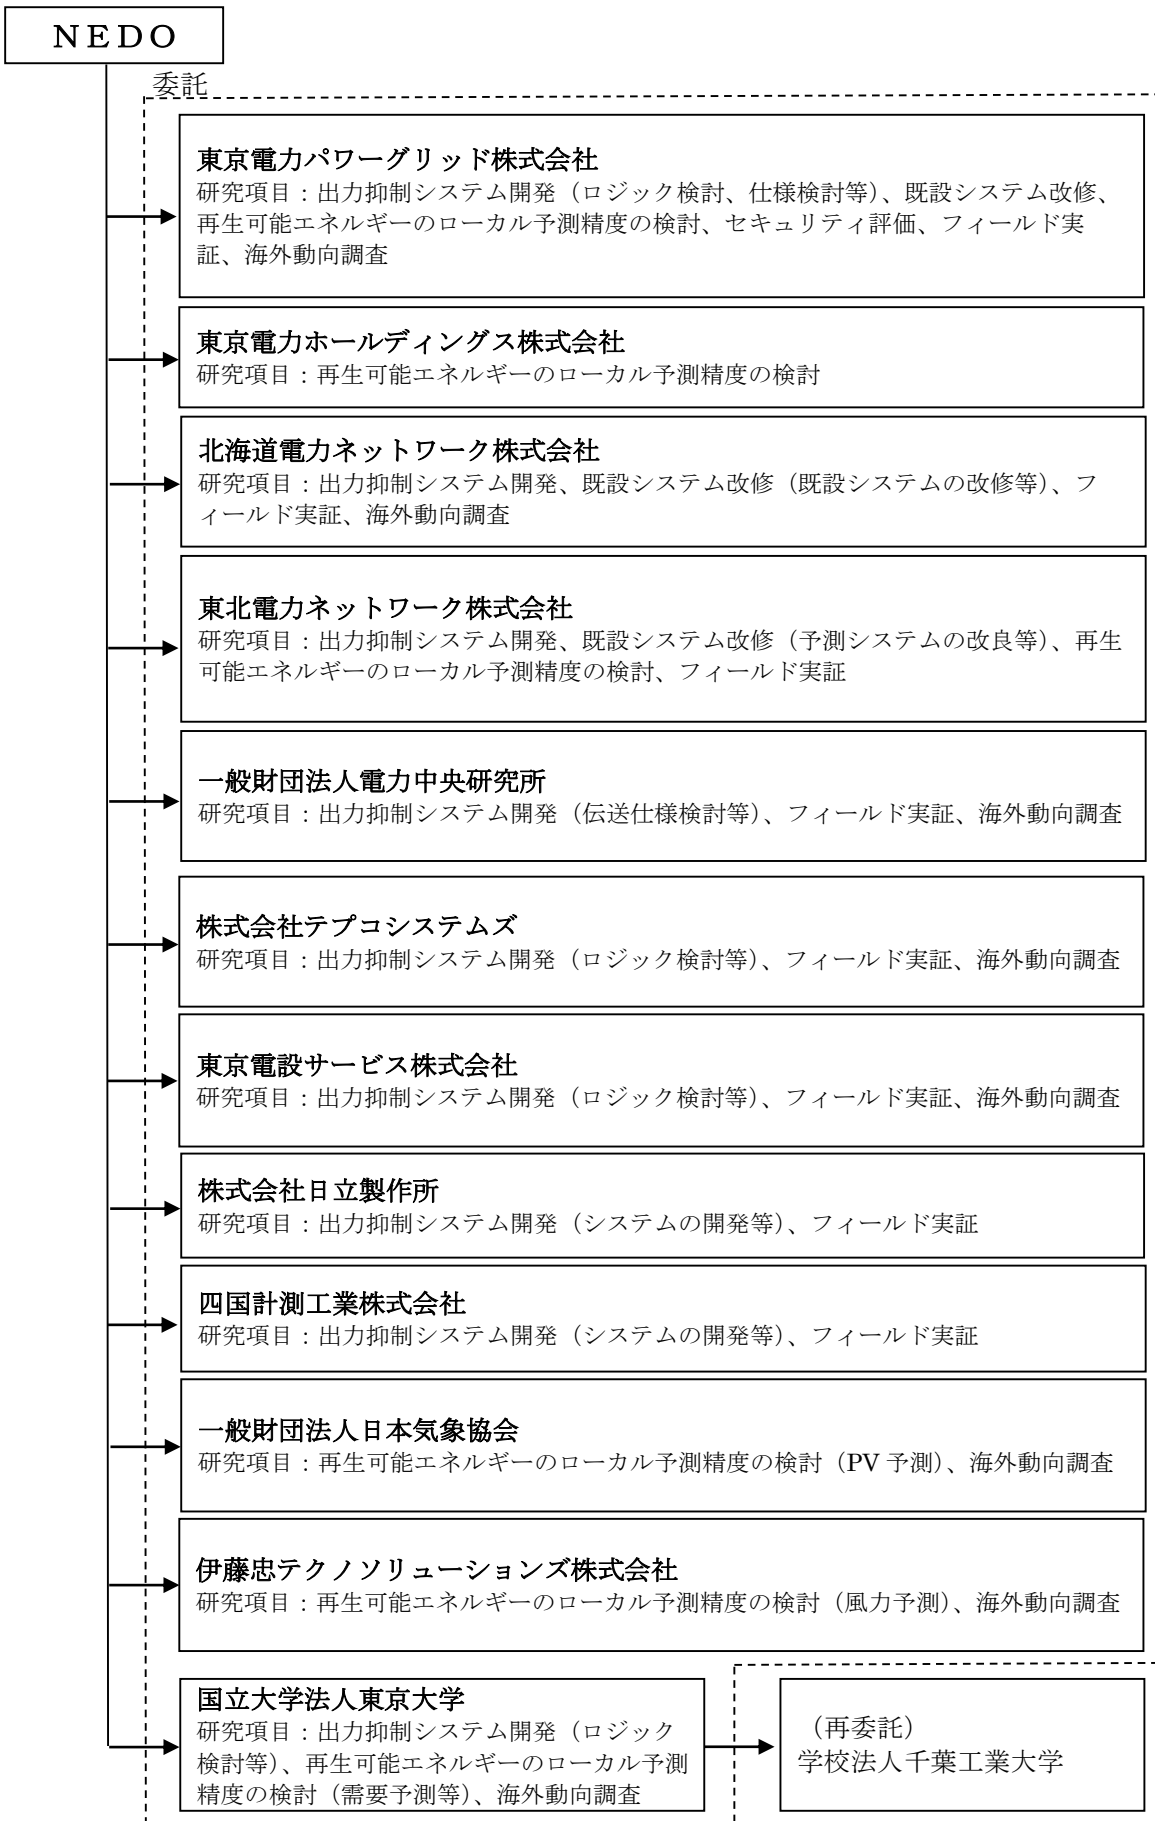 NEDO
委託
東京電力パワーグリッド株式会社
研究項目：出力抑制システム開発（ロジック検討、仕様検討等）、既設システム改修、
再生可能エネルギーのローカル予測精度の検討、セキュリティ評価、フィールド実
証、海外動向調査
東京電力ホールディングス株式会社
研究項目：再生可能エネルギーのローカル予測精度の検討
北海道電力ネットワーク株式会社
研究項目：出力抑制システム開発、既設システム改修（既設システムの改修等）、フ
ィールド実証、海外動向調査
東北電力ネットワーク株式会社
研究項目：出力抑制システム開発、既設システム改修（予測システムの改良等）、再生
可能エネルギーのローカル予測精度の検討、フィールド実証
一般財団法人電力中央研究所
研究項目：出力抑制システム開発（伝送仕様検討等）、フィールド実証、海外動向調査
株式会社テプコシステムズ
研究項目：出力抑制システム開発（ロジック検討等）、フィールド実証、海外動向調査
東京電設サービス株式会社
研究項目：出力抑制システム開発（ロジック検討等）、フィールド実証、海外動向調査
株式会社日立製作所
研究項目：出力抑制システム開発（システムの開発等）、フィールド実証
四国計測工業株式会社
研究項目：出力抑制システム開発（システムの開発等）、フィールド実証
一般財団法人日本気象協会
研究項目：再生可能エネルギーのローカル予測精度の検討（PV 予測）、海外動向調査
伊藤忠テクノソリューションズ株式会社
研究項目：再生可能エネルギーのローカル予測精度の検討（風力予測）、海外動向調査
国立大学法人東京大学
研究項目：出力抑制システム開発（ロジック
検討等）、再生可能エネルギーのローカル予測
精度の検討（需要予測等）、海外動向調査
（再委託）
学校法人千葉工業大学